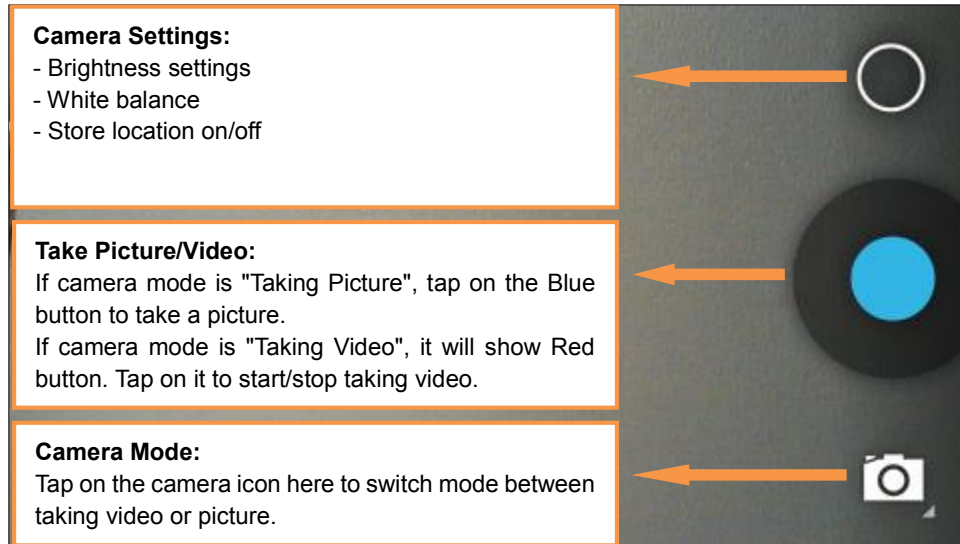 Camera Settings:
- Brightness settings
- White balance
- Store location on/off
Take Picture/Video:
If camera mode is "Taking Picture", tap on the Blue
button to take a picture.
If camera mode is "Taking Video", it will show Red
button. Tap on it to start/stop taking video.
Camera Mode:
Tap on the camera icon here to switch mode between
taking video or picture.